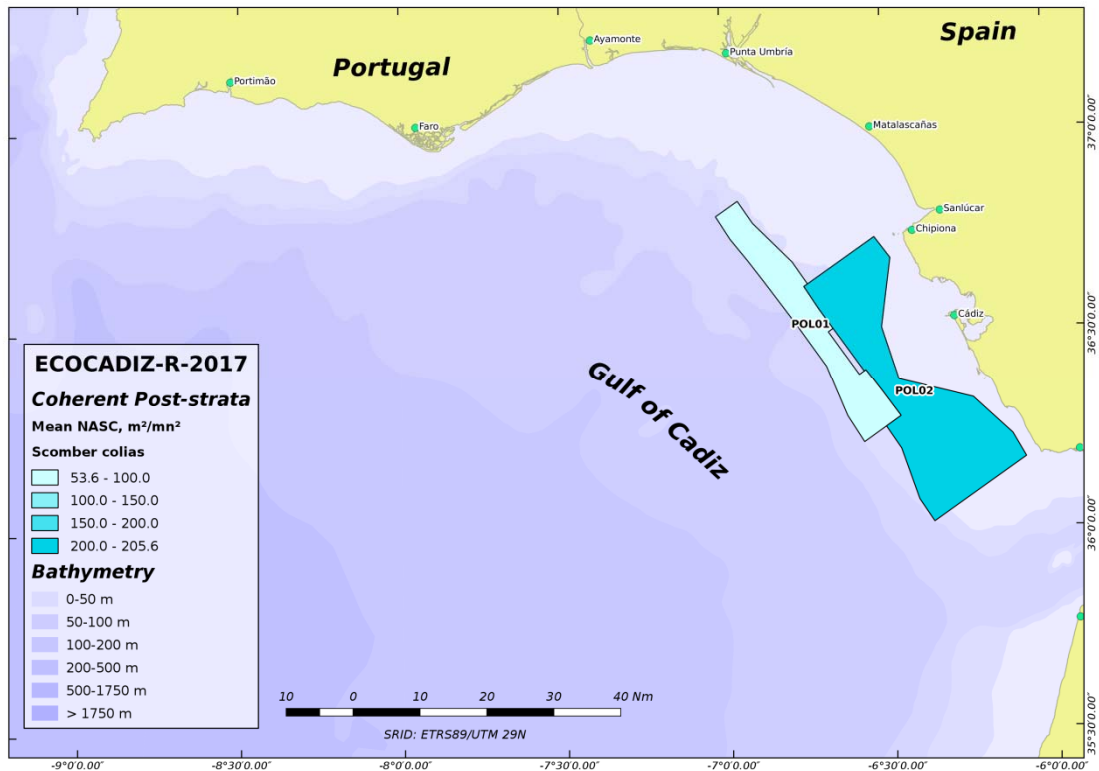 Spain
Ayamonte
Punta Umbría
Portugal
Portimão
Faro
Matalascañas
37°0'0.00"
Sanlúcar
Chipiona
Cádiz
POL01
36°30'0.00"
ECOCADIZ-R-2017
Coherent Post-strata
Mean NASC, m²/mn²
Scomber colias
53.6 - 100.0
100.0 - 150.0
150.0 - 200.0
200.0 - 205.6
Gulf of Cadiz
POL02
36°0'0.00"
Bathymetry
0-50 m
50-100 m
100-200 m
200-500 m
500-1750 m
> 1750 m
10 0 10 20 30 40 Nm
SRID: ETRS89/UTM 29N
35°30'0.00"
-9°0'0.00" -8°30'0.00" -8°0'0.00" -7°30'0.00" -7°0'0.00" -6°30'0.00" -6°0'0.00"